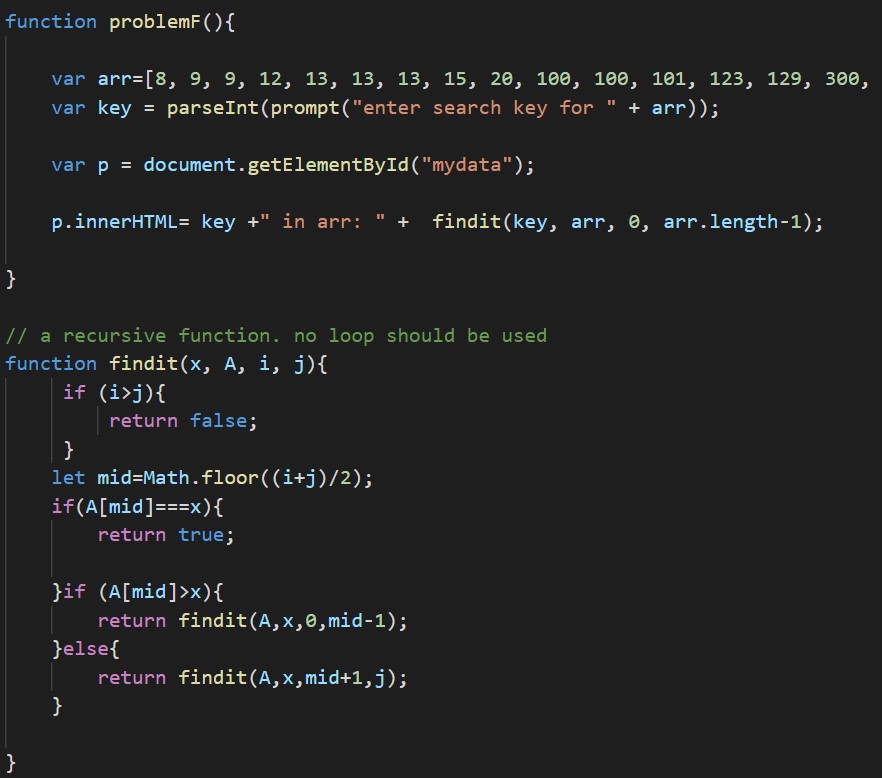 function problemF(){
var arr=[8, 9, 9, 12, 13, 13, 13, 15, 20, 100, 100, 101, 123, 129, 300,
var key = parseInt(prompt("enter search key for " + arr));
var p = document.getElementById("mydata");
p.innerHTML= key +" in arr: " +  findit(key, arr, 0, arr.length-1);
}
// a recursive function. no loop should be used
function findit(x, A, i, j){
if (i>j){
return false;
}
let mid=Math.floor((i+j)/2);
if(A[mid]===x){
return true;
}if (A[mid]>x){
return findit(A,x,0,mid-1);
}else{
return findit(A,x,mid+1,j);
}
}